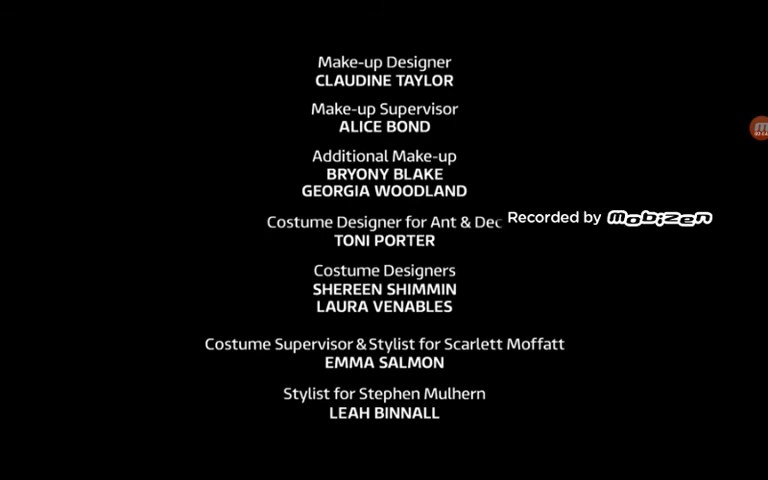 Make-up Designer
CLAUDINE TAYLOR
Make-up Supervisor
ALICE BOND
Additional Make-up
BRYONY BLAKE
GEORGIA WOODLAND
Costume Designer for Ant & Dec
Recorded by mobizen
TONI PORTER
Costume Designers
SHEREEN SHIMMIN
LAURA VENABLES
Costume Supervisor & Stylist for Scarlett Moffatt
EMMA SALMON
Stylist for Stephen Mulhern
LEAH BINNALL